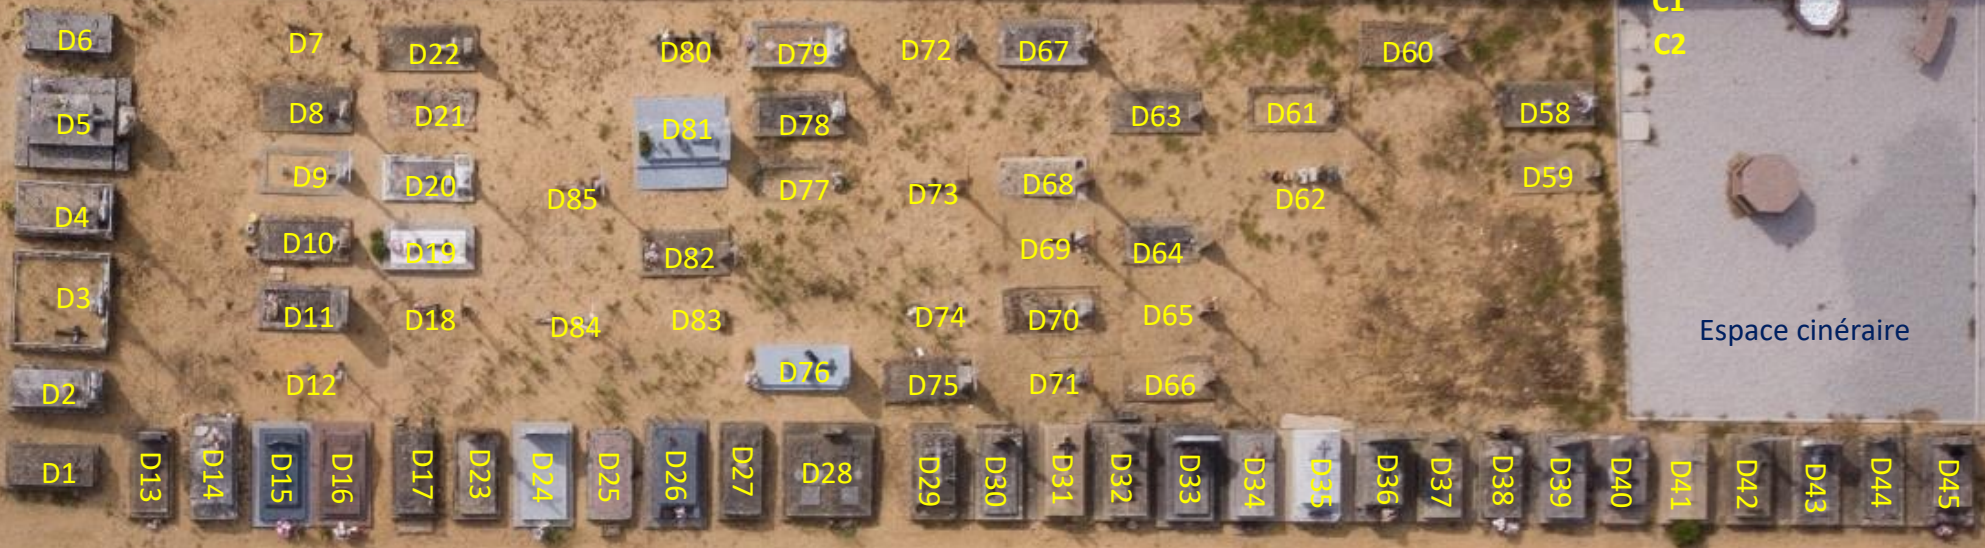 C1
D6 D7 D22 D80 D79 D72 D67 D60 C2
D5 D8 D21 D81 D78 D63 D61 D58
D9 D20 D85 D77 D73 D68 D62 D59
D4 D10 D19 D82 D69 D64
D3 D11 D18 D84 D83 D74 D70 D65 Espace cinéraire
D2 D12 D76 D75 D71 D66
D1 D13 D14 D15 D16 D17 D23 D24 D25 D26 D27 D28 D29 D30 D31 D32 D33 D34 D35 D36 D37 D38 D39 D40 D41 D42 D43 D44 D45